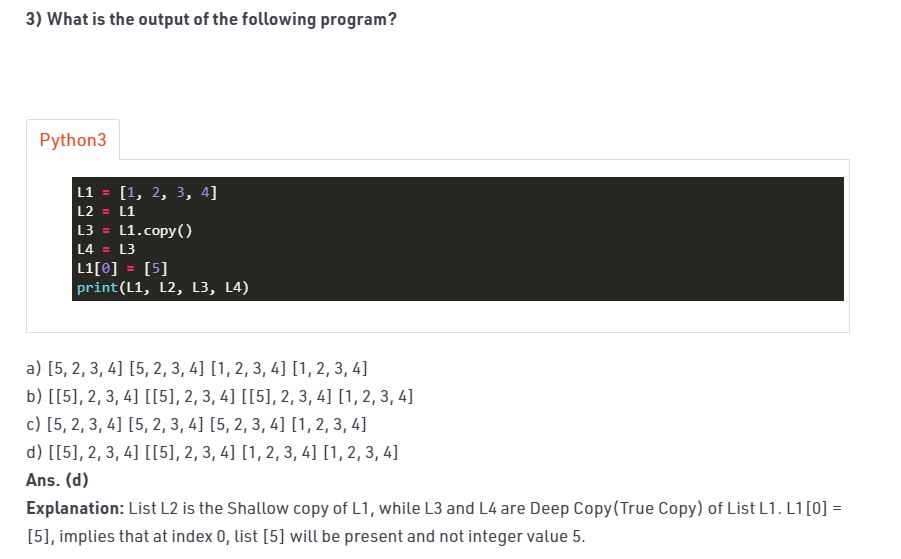 3) What is the output of the following program?
Python3
L1 = [1, 2, 3, 4]
L2 = L1
L3 = L1.copy()
L4 = L3
L1[0] = [5]
print(L1, L2, L3, L4)
a) [5, 2, 3, 4] [5, 2, 3, 4] [1, 2, 3, 4] [1, 2, 3, 4]
b) [[5], 2, 3, 4] [[5], 2, 3, 4] [[5], 2, 3, 4] [1, 2, 3, 4]
c) [5, 2, 3, 4] [5, 2, 3, 4] [5, 2, 3, 4] [1, 2, 3, 4]
d) [[5], 2, 3, 4] [[5], 2, 3, 4] [1, 2, 3, 4] [1, 2, 3, 4]
Ans. (d)
Explanation: List L2 is the Shallow copy of L1, while L3 and L4 are Deep Copy(True Copy) of List L1. L1[0] =
[5], implies that at index 0, list [5] will be present and not integer value 5.